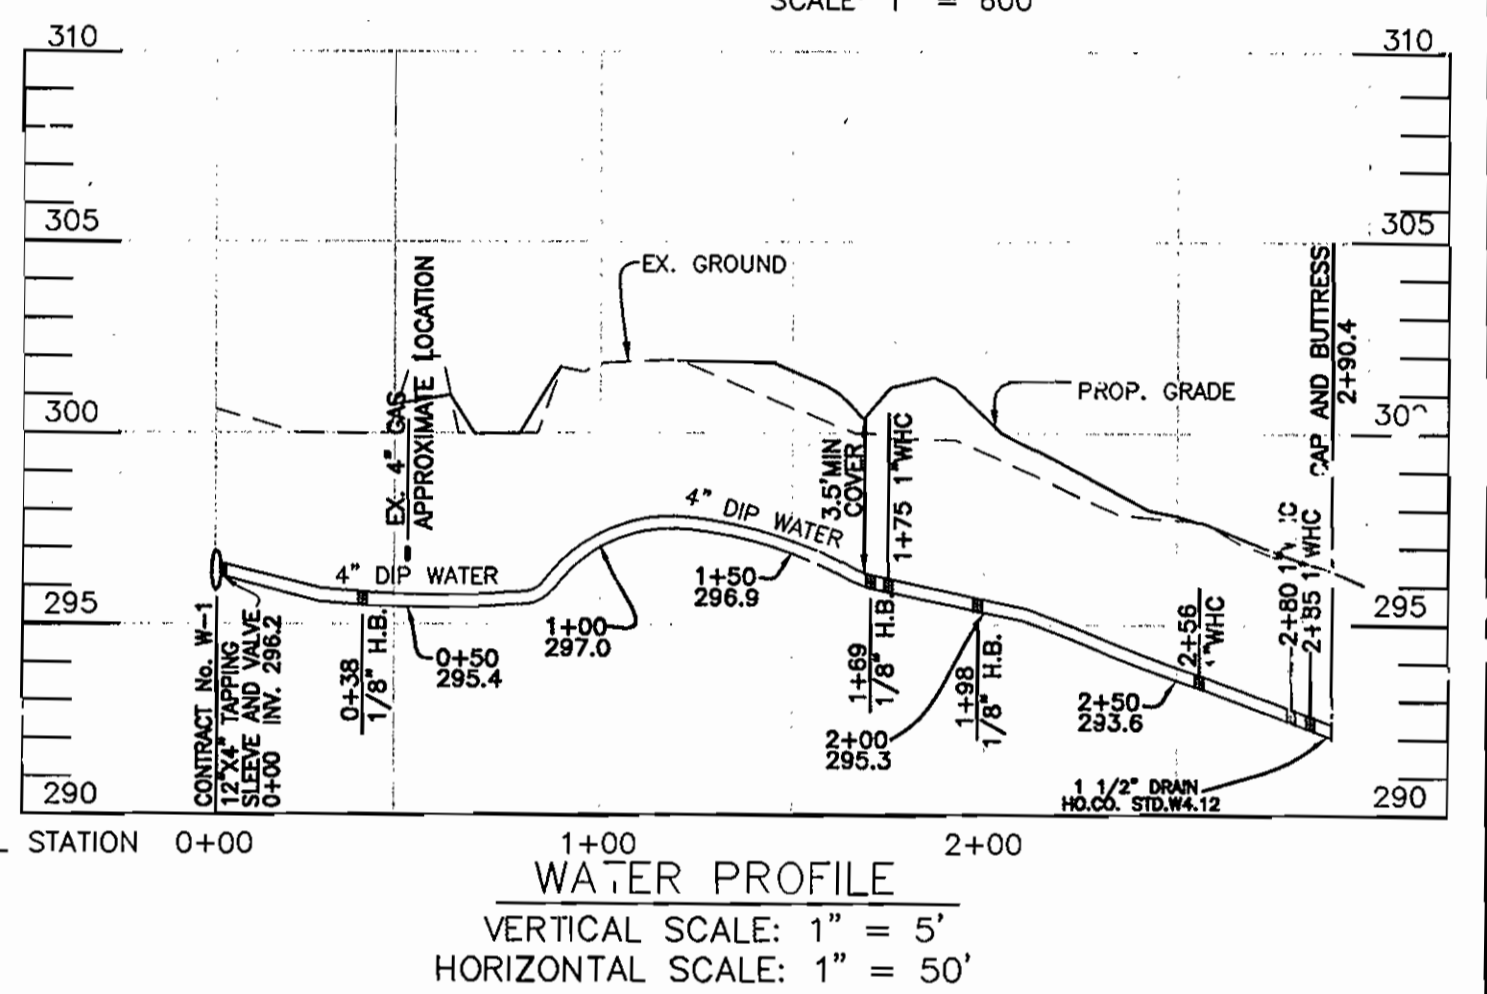 SCALE 1" = 600'
310
310
305
305
EX. GROUND
EX. 4" GAS
APPROXIMATE LOCATION
CAP AND BUTTRESS
2+90.4
PROP. GRADE
300
3.5'MIN
COVER
1+75 1"WHC
4" DIP WATER
4" DIP WATER
CONTRACT No. W-1
12"X4" TAPPING
SLEEVE AND VALVE
0+00 INV. 296.2
295
295
0+38
1/8" H.B.
0+50
295.4
1+00
297.0
1+50
296.9
1+69
1/8" H.B.
1+98
1/8" H.B.
2+00
295.3
2+50
293.6
2+56
1"WHC
2+80
2+85 1"WHC
1 1/2" DRAIN
HO.CO. STD.W4.12
290
290
STATION 0+00 1+00 2+00
WATER PROFILE
VERTICAL SCALE: 1" = 5'
HORIZONTAL SCALE: 1" = 50'